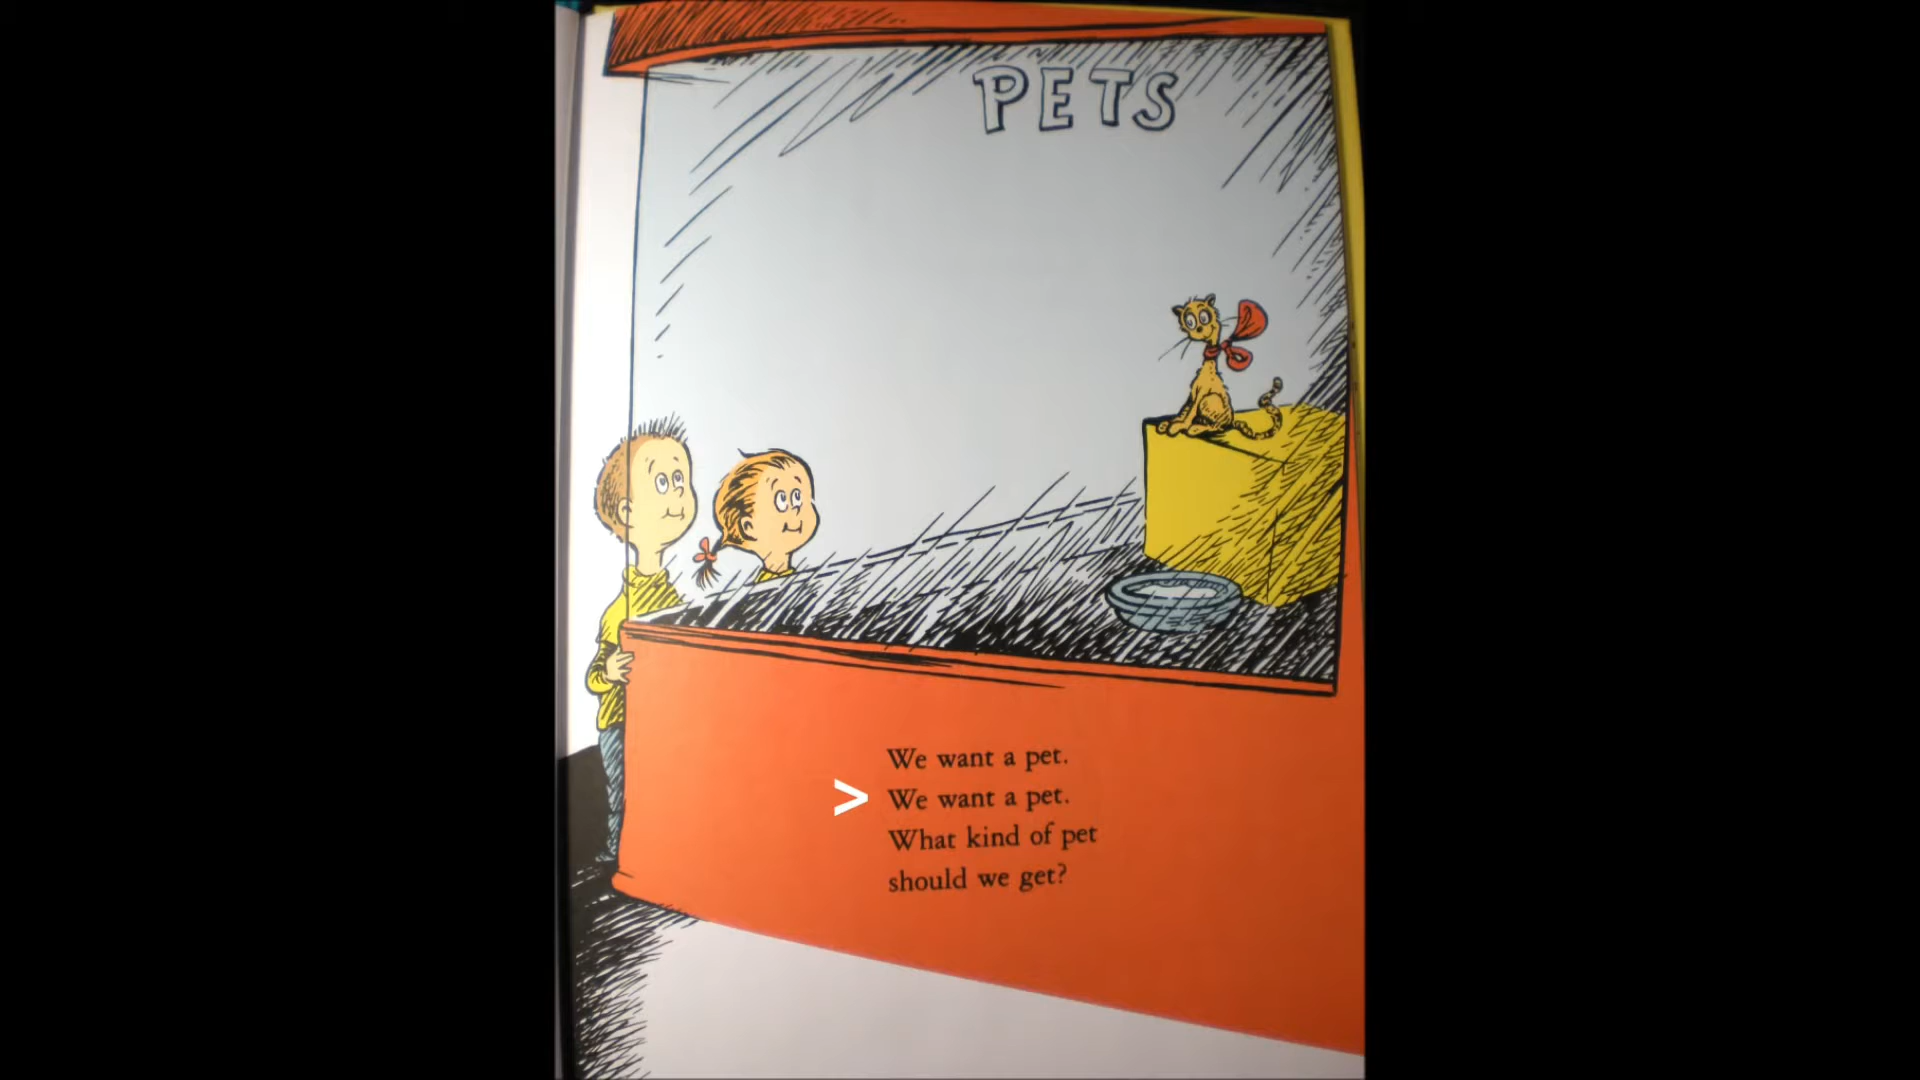 PETS
We want a pet.
> We want a pet.
What kind of pet
should we get?